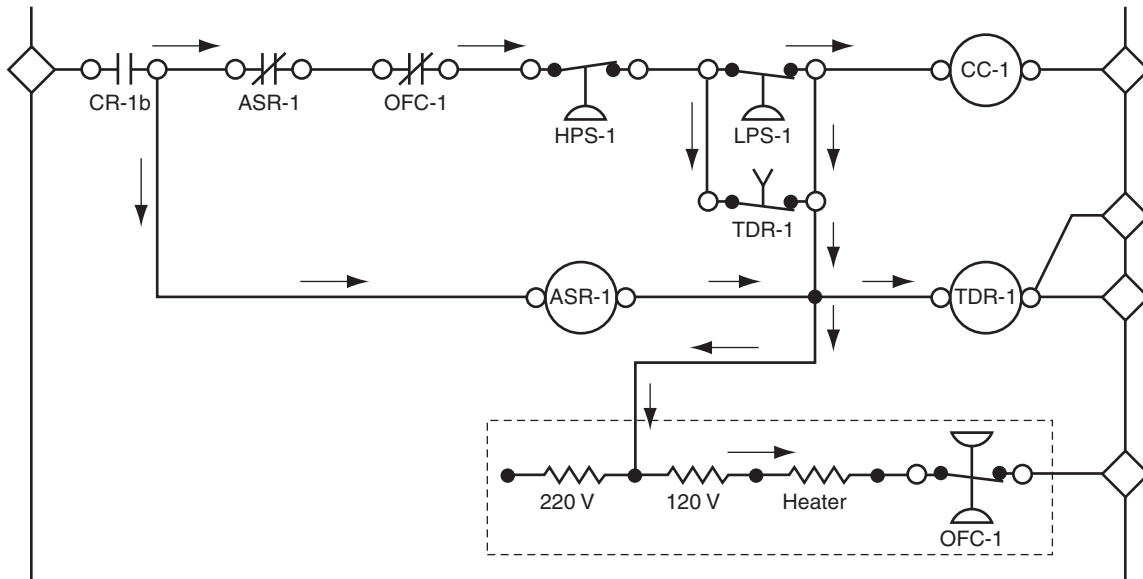 CR-1b
ASR-1
OFC-1
HPS-1
LPS-1
CC-1
TDR-1
ASR-1
TDR-1
220 V
120 V
Heater
OFC-1